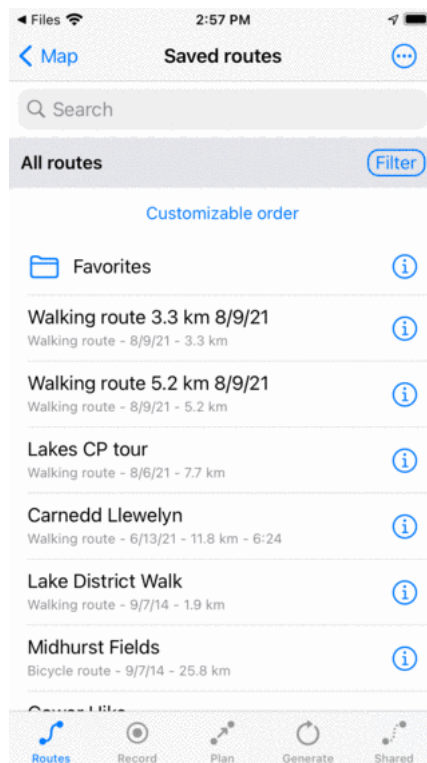 Files
2:57 PM
Map
Saved routes
Search
All routes
Filter
Customizable order
Favorites
Walking route 3.3 km 8/9/21
Walking route - 8/9/21 - 3.3 km
Walking route 5.2 km 8/9/21
Walking route - 8/9/21 - 5.2 km
Lakes CP tour
Walking route - 8/6/21 - 7.7 km
Carnedd Llewelyn
Walking route - 6/13/21 - 11.8 km - 6:24
Lake District Walk
Walking route - 9/7/14 - 1.9 km
Midhurst Fields
Bicycle route - 9/7/14 - 25.8 km
Gower Hike
Routes
Record
Plan
Generate
Shared